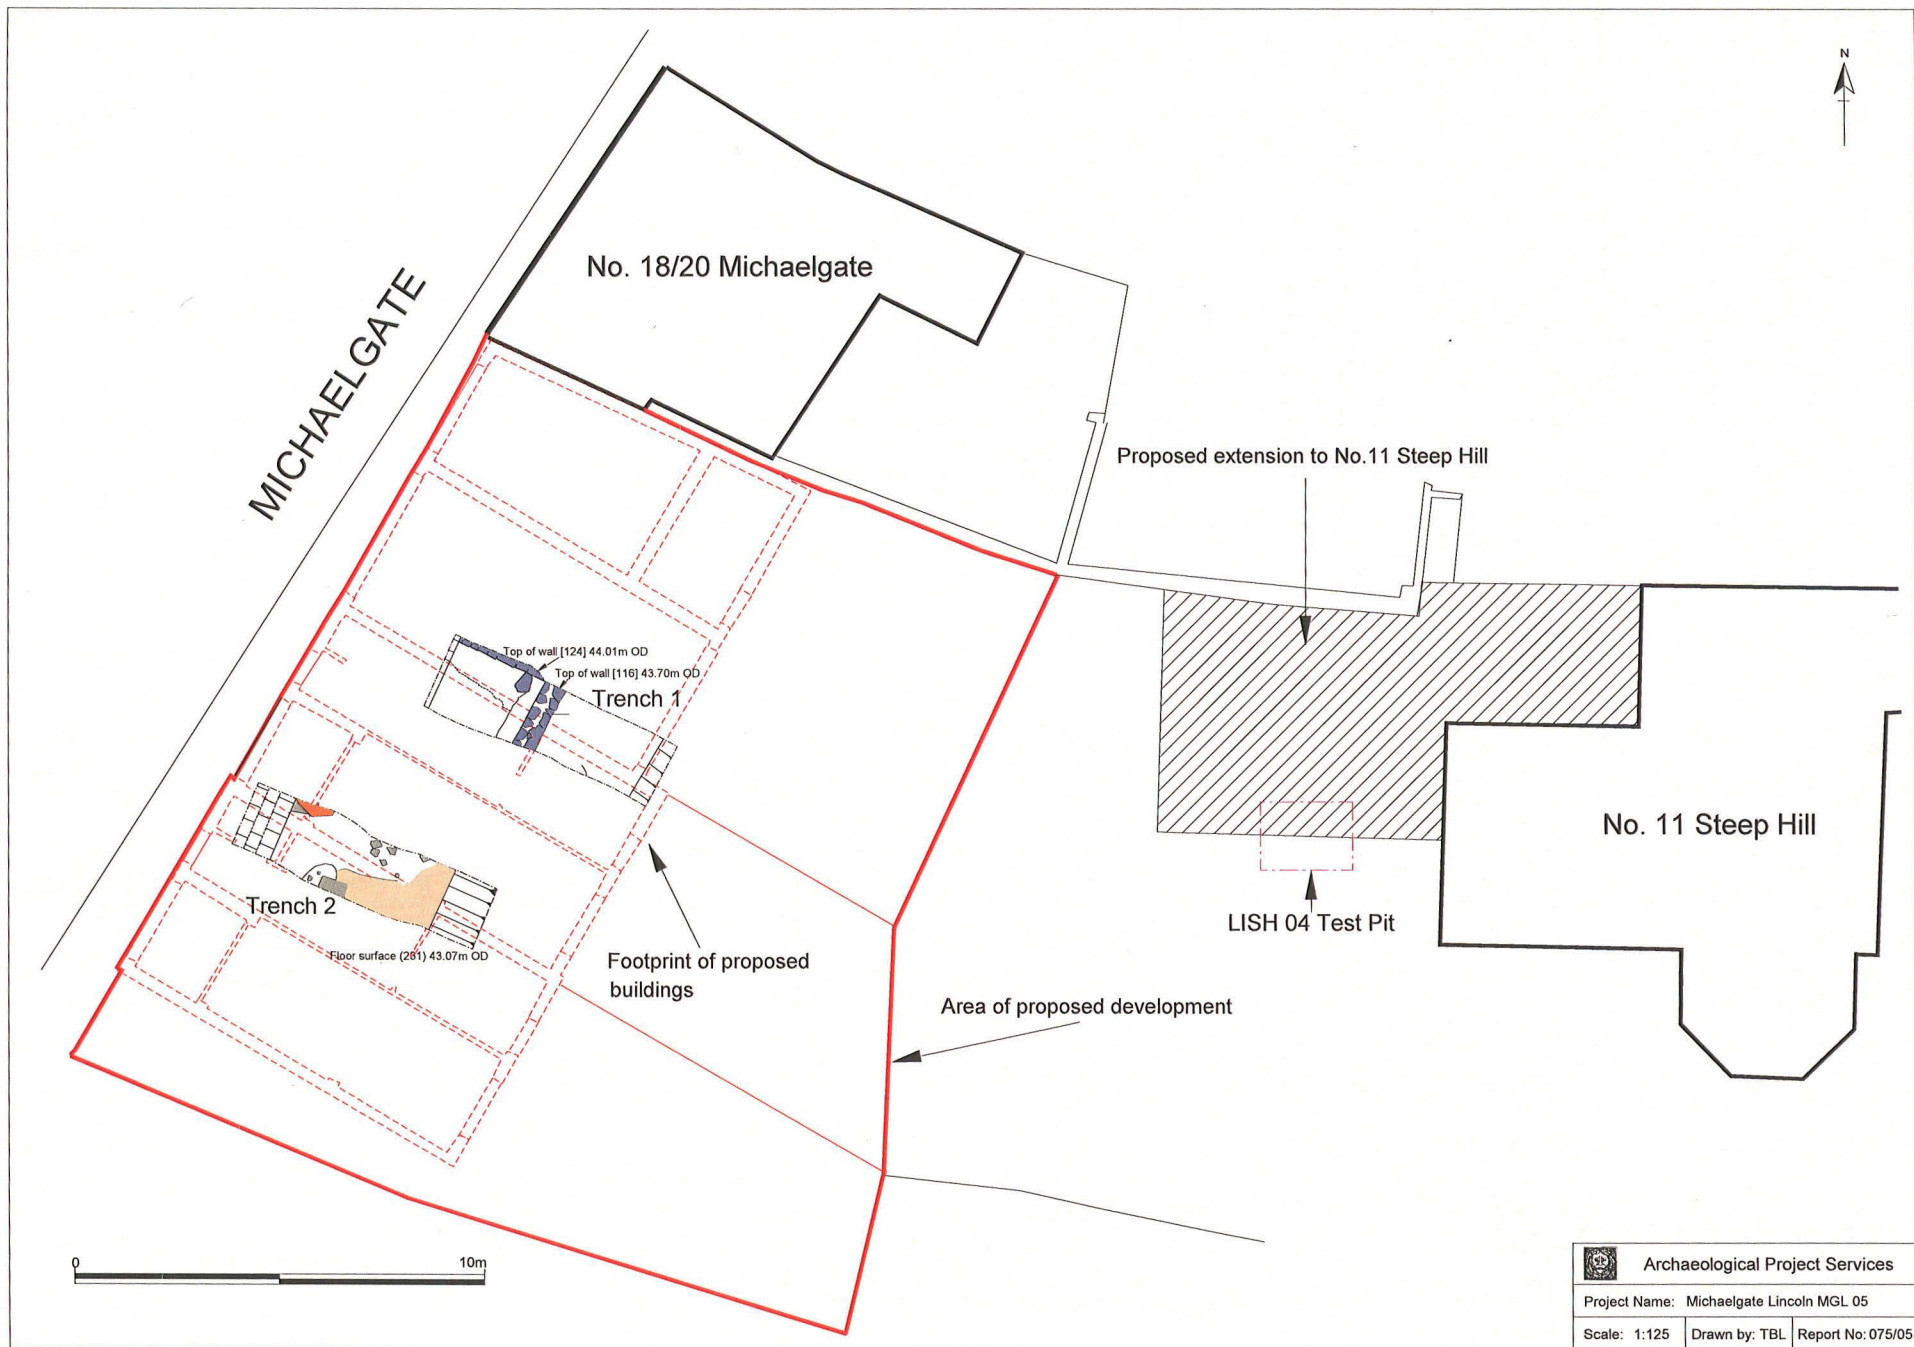 N
No. 18/20 Michaelgate
MICHAELGATE
Proposed extension to No.11 Steep Hill
Top of wall [124] 44.01m OD
Top of wall [116] 43.70m OD
Trench 1
No. 11 Steep Hill
Trench 2
LISH 04 Test Pit
Floor surface (231) 43.07m OD
Footprint of proposed
buildings
Area of proposed development
0
10m
Archaeological Project Services
Project Name: Michaelgate Lincoln MGL 05
Scale: 1:125
Drawn by: TBL
Report No: 075/05